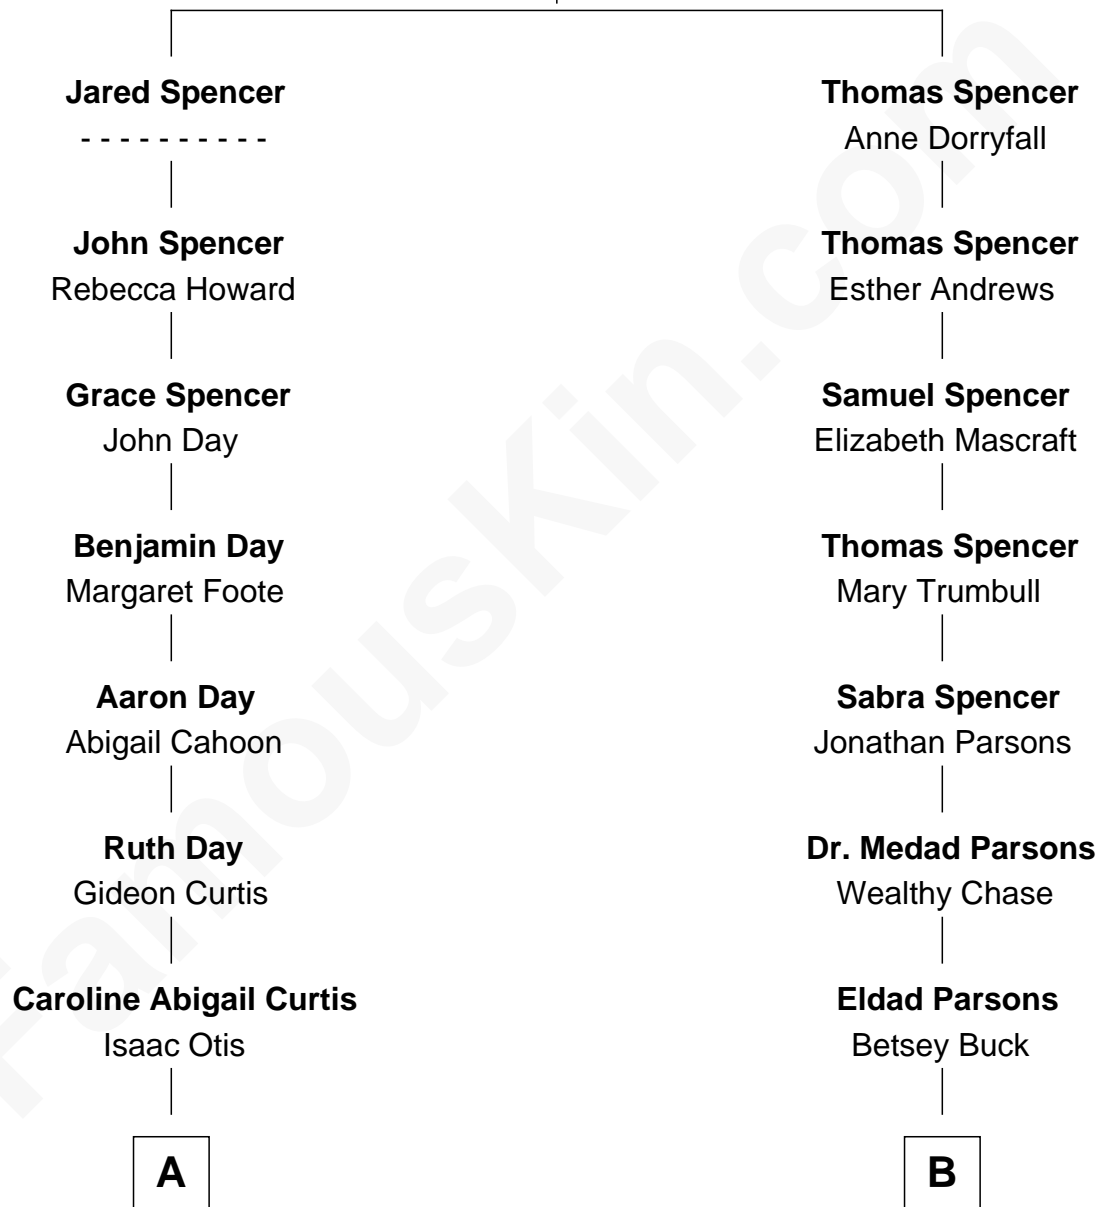 Jared Spencer
- - - - - - - - - -
John Spencer
Rebecca Howard
Grace Spencer
John Day
Benjamin Day
Margaret Foote
Aaron Day
Abigail Cahoon
Ruth Day
Gideon Curtis
Caroline Abigail Curtis
Isaac Otis
A
Thomas Spencer
Anne Dorryfall
Thomas Spencer
Esther Andrews
Samuel Spencer
Elizabeth Mascraft
Thomas Spencer
Mary Trumbull
Sabra Spencer
Jonathan Parsons
Dr. Medad Parsons
Wealthy Chase
Eldad Parsons
Betsey Buck
B
FamousKin.com